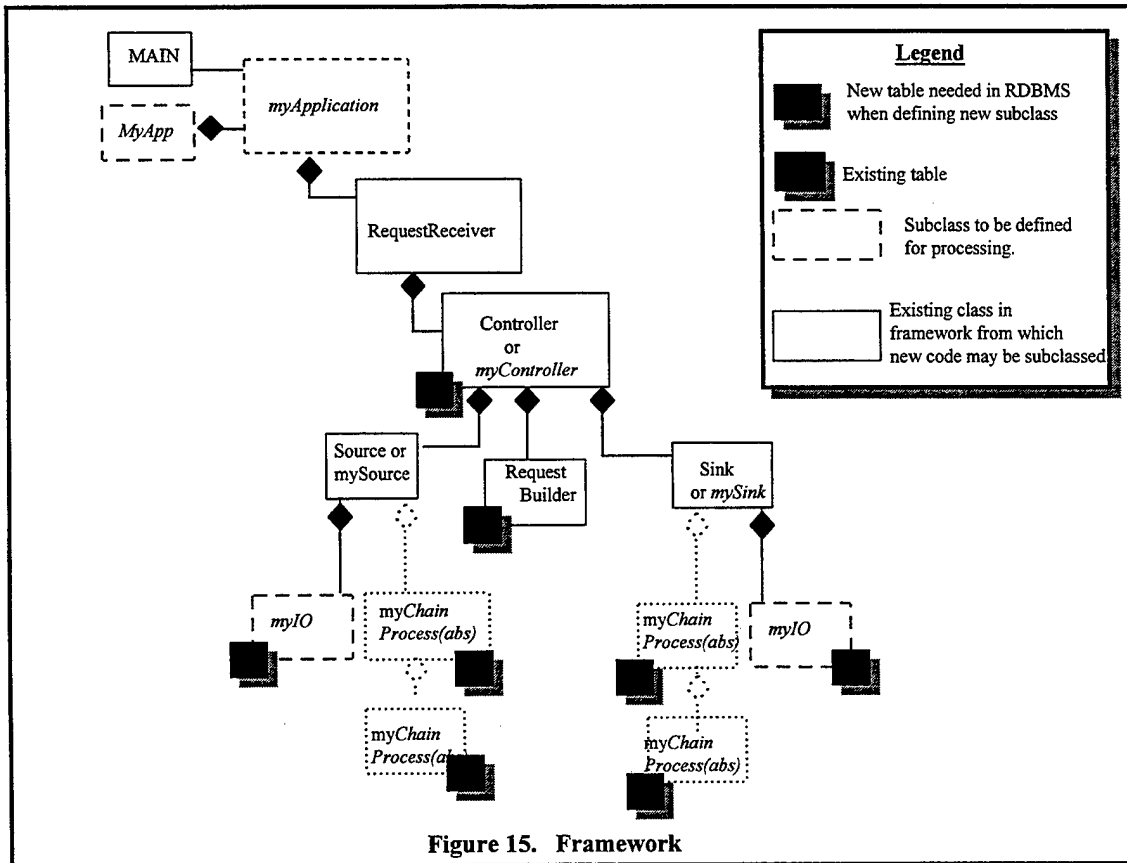 MAIN
myApplication
MyApp
RequestReceiver
Controller
or
myController
Source or
mySource
Request
Builder
Sink
or mySink
myIO
myChain
Process(abs)
myChain
Process(abs)
myChain
Process(abs)
myChain
Process(abs)
myIO
Legend
New table needed in RDBMS
when defining new subclass
Existing table
Subclass to be defined
for processing.
Existing class in
framework from which
new code may be subclassed
Figure 15. Framework